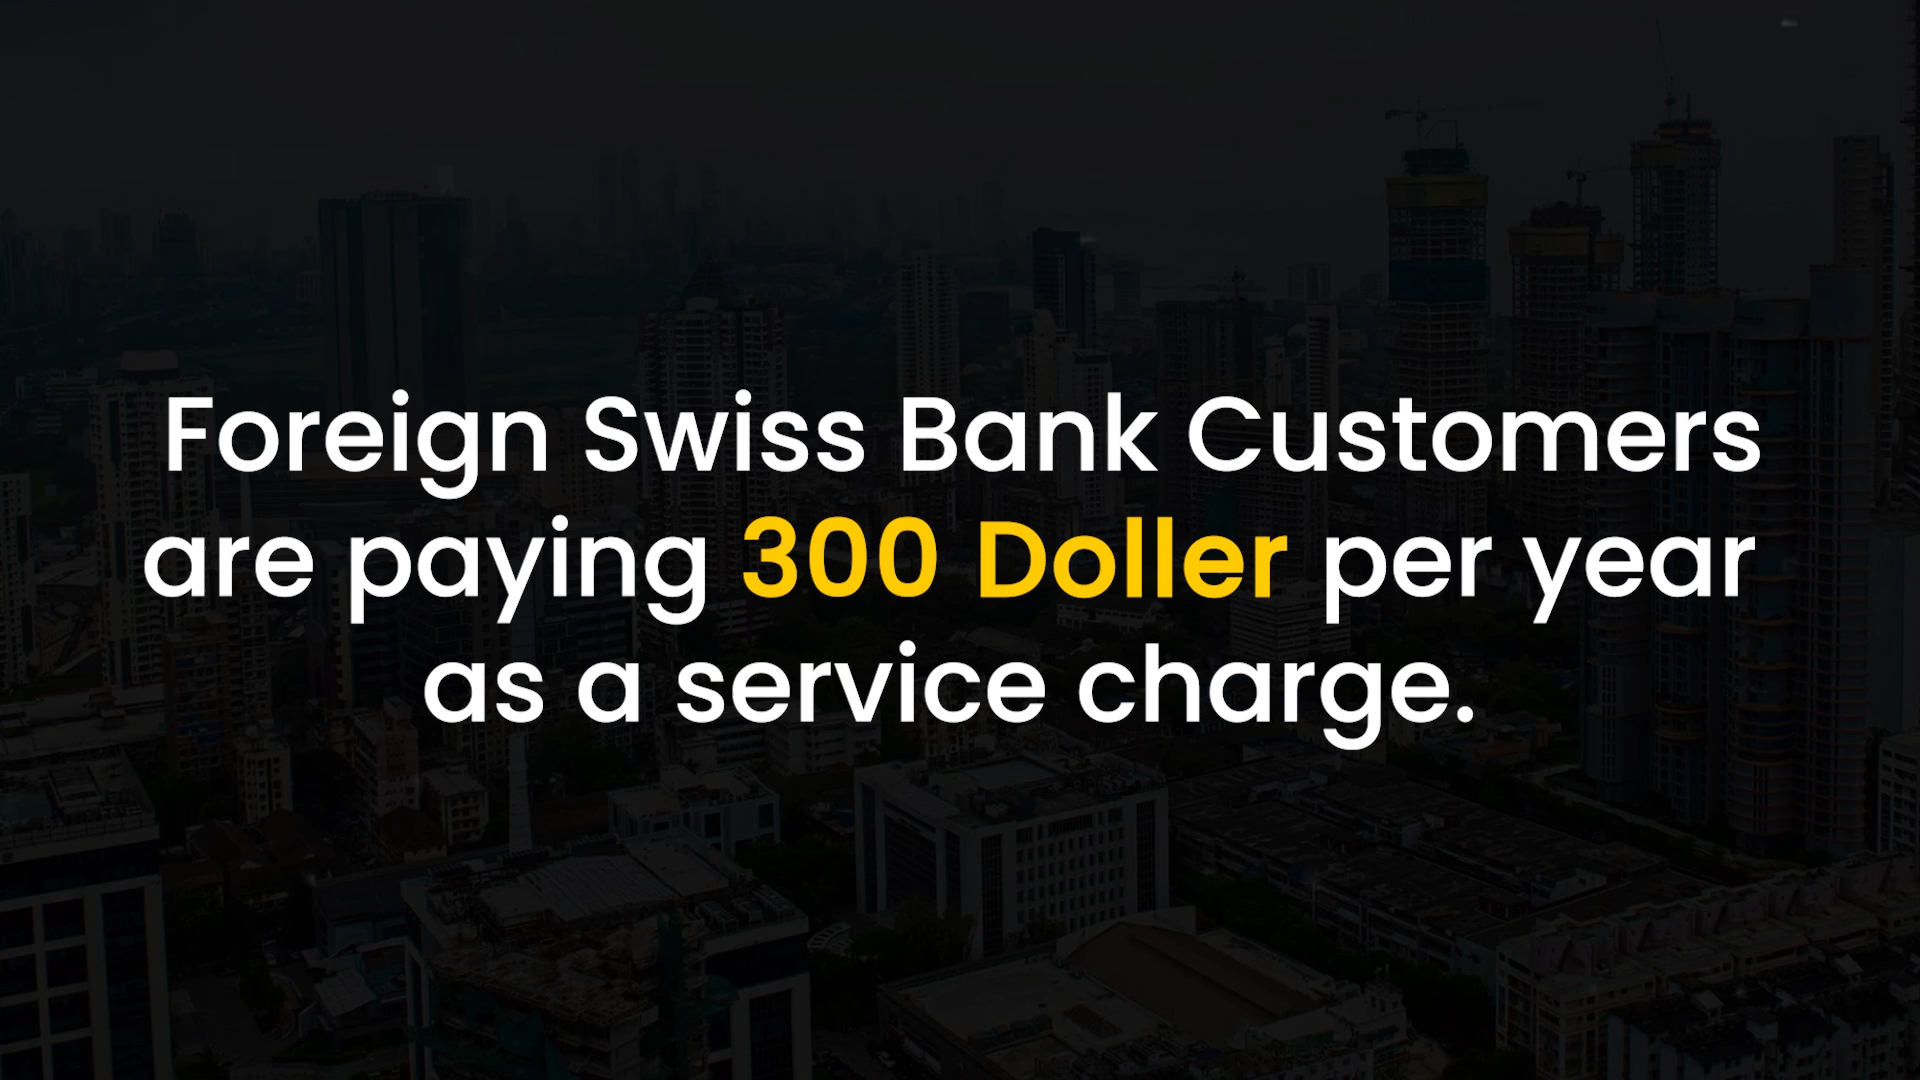 Foreign Swiss Bank Customers
are paying 300 Doller per year
as a service charge.